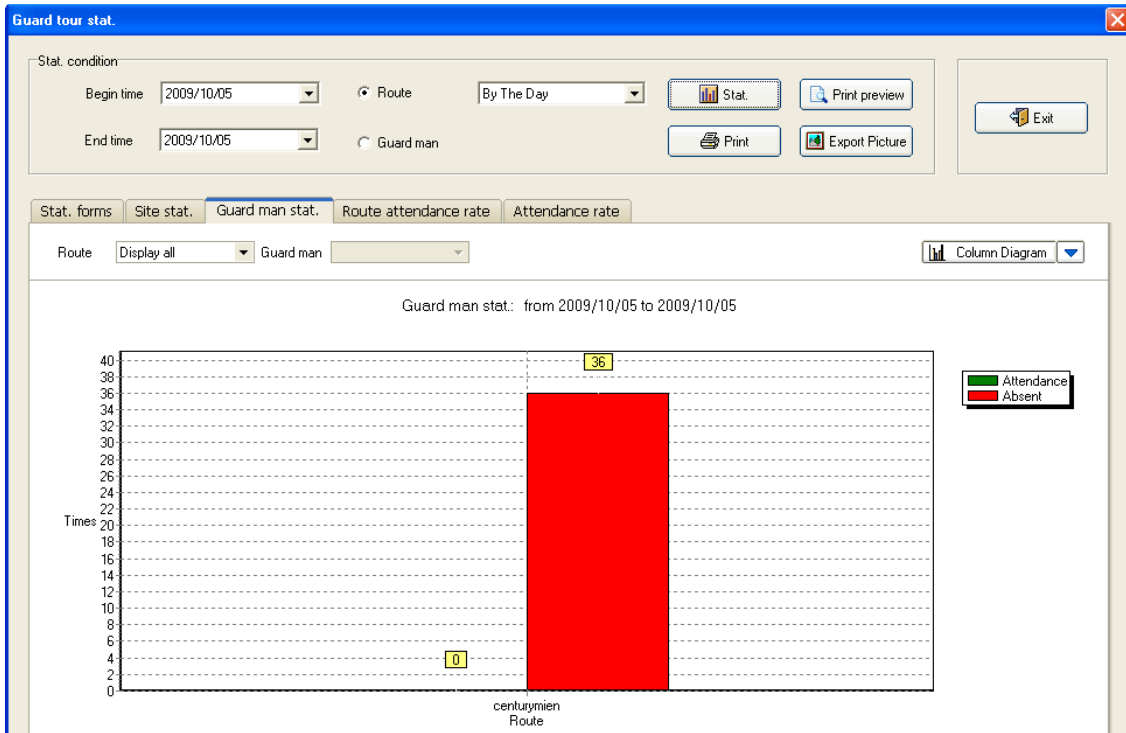 Guard tour stat.
Stat. condition
Begin time 2009/10/05 Route By The Day Stat. Print preview
Exit
End time 2009/10/05 Guard man Print Export Picture
Stat. forms Site stat. Guard man stat. Route attendance rate Attendance rate
Route Display all Guard man Column Diagram
Guard man stat.: from 2009/10/05 to 2009/10/05
40
38
36
34
32
30
28
26
24
22
Times 20
18
16
14
12
10
8
6
4
2
0
36
0
Attendance
Absent
centurymien
Route